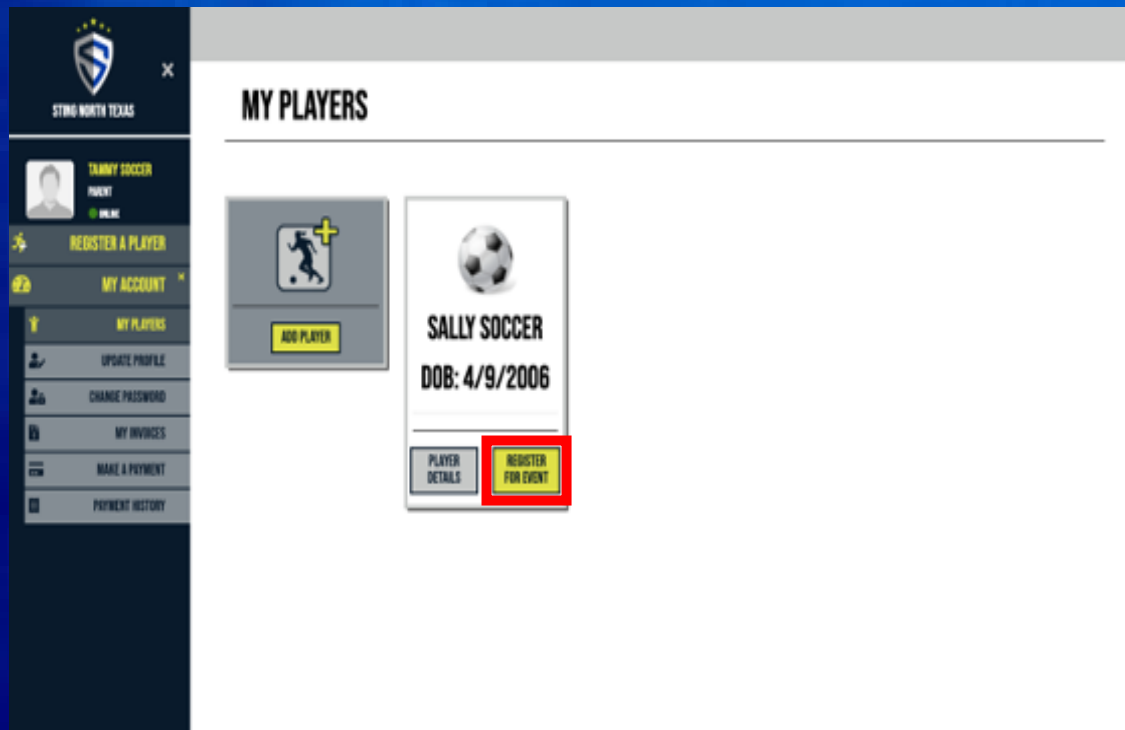 STING NORTH TEXAS
×
TAMMY SOCCER
PARENT
ONLINE
REGISTER A PLAYER
MY ACCOUNT ×
MY PLAYERS
UPDATE PROFILE
CHANGE PASSWORD
MY INVOICES
MAKE A PAYMENT
PAYMENT HISTORY
MY PLAYERS
ADD PLAYER
SALLY SOCCER
DOB: 4/9/2006
PLAYER
DETAILS
REGISTER
FOR EVENT